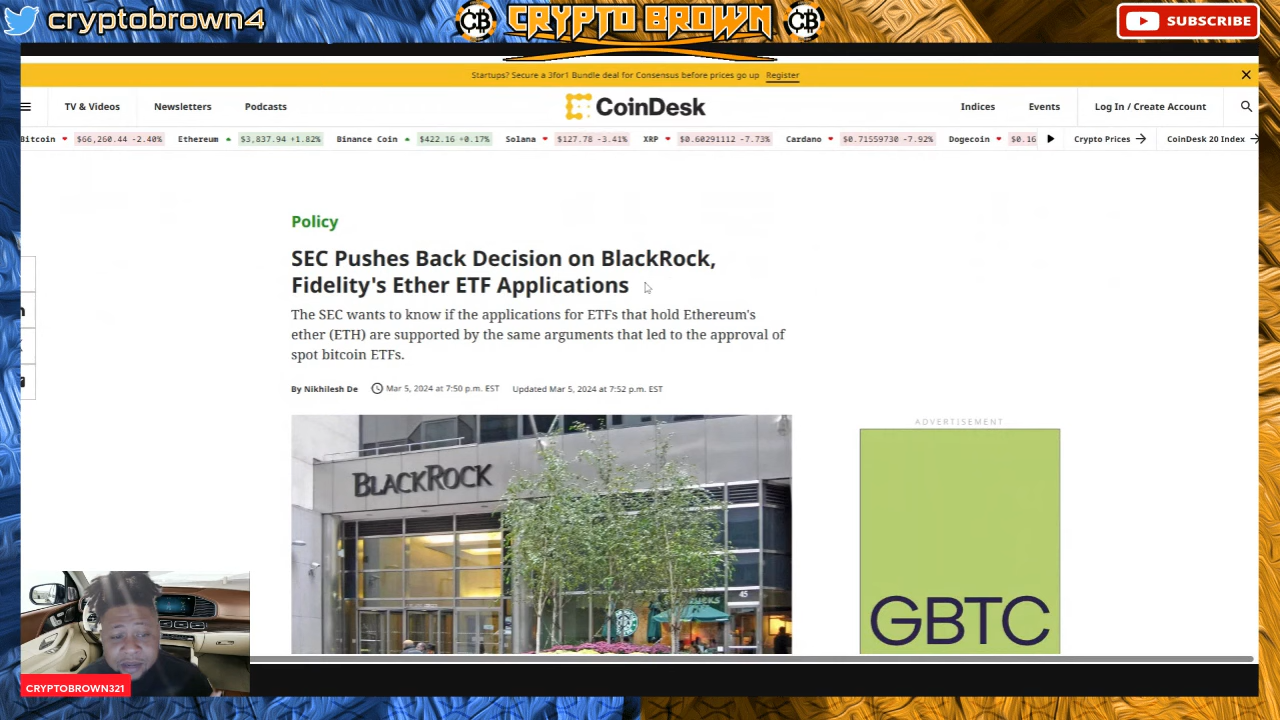 cryptobrown4
CB
CRYPTO BROWN
CB
SUBSCRIBE
Startups? Secure a 3for1 Bundle deal for Consensus before prices go up Register
TV & Videos Newsletters Podcasts
CoinDesk
Indices Events Log In / Create Account
Bitcoin $66,260.44 -2.40% Ethereum $3,837.94 +1.82% Binance Coin $422.16 +0.17% Solana $127.78 -3.41% XRP $0.60291112 -7.73% Cardano $0.71559730 -7.92% Dogecoin $0.16 Crypto Prices CoinDesk 20 Index
Policy
SEC Pushes Back Decision on BlackRock,
Fidelity's Ether ETF Applications
The SEC wants to know if the applications for ETFs that hold Ethereum's
ether (ETH) are supported by the same arguments that led to the approval of
spot bitcoin ETFs.
By Nikhilesh De Mar 5, 2024 at 7:50 p.m. EST Updated Mar 5, 2024 at 7:52 p.m. EST
ADVERTISEMENT
BLACKROCK
45
GBTC
CRYPTOBROWN321